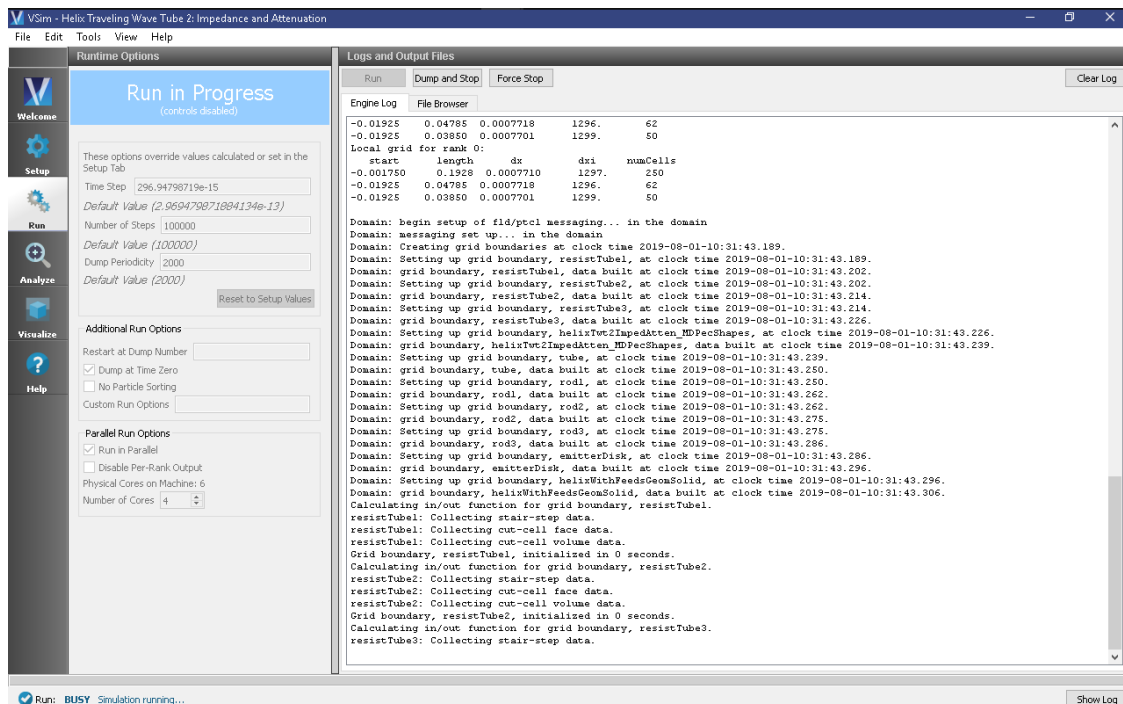 VSim - Helix Traveling Wave Tube 2: Impedance and Attenuation
File Edit Tools View Help
Runtime Options
Logs and Output Files
Welcome
Setup
Run
Analyze
Visualize
Help
Run in Progress
(controls disabled)
These options override values calculated or set in the
Setup Tab
Time Step 296.94798719e-15
Default Value (2.969479871884134e-13)
Number of Steps 100000
Default Value (100000)
Dump Periodicity 2000
Default Value (2000)
Reset to Setup Values
Additional Run Options
Restart at Dump Number
Dump at Time Zero
No Particle Sorting
Custom Run Options
Parallel Run Options
Run in Parallel
Disable Per-Rank Output
Physical Cores on Machine: 6
Number of Cores 4
Run Dump and Stop Force Stop Clear Log
Engine Log File Browser
-0.01925 0.04785 0.0007718 1296. 62
-0.01925 0.03850 0.0007701 1299. 50
Local grid for rank 0:
start length dx dxi numCells
-0.001750 0.1928 0.0007710 1297. 250
-0.01925 0.04785 0.0007718 1296. 62
-0.01925 0.03850 0.0007701 1299. 50
Domain: begin setup of fld/ptcl messaging... in the domain
Domain: messaging set up... in the domain
Domain: Creating grid boundaries at clock time 2019-08-01-10:31:43.189.
Domain: Setting up grid boundary, resistTube1, at clock time 2019-08-01-10:31:43.189.
Domain: grid boundary, resistTube1, data built at clock time 2019-08-01-10:31:43.202.
Domain: Setting up grid boundary, resistTube2, at clock time 2019-08-01-10:31:43.202.
Domain: grid boundary, resistTube2, data built at clock time 2019-08-01-10:31:43.214.
Domain: Setting up grid boundary, resistTube3, at clock time 2019-08-01-10:31:43.214.
Domain: grid boundary, resistTube3, data built at clock time 2019-08-01-10:31:43.226.
Domain: Setting up grid boundary, helixTwt2ImpedAtten_MDPecShapes, at clock time 2019-08-01-10:31:43.226.
Domain: grid boundary, helixTwt2ImpedAtten_MDPecShapes, data built at clock time 2019-08-01-10:31:43.239.
Domain: Setting up grid boundary, tube, at clock time 2019-08-01-10:31:43.239.
Domain: grid boundary, tube, data built at clock time 2019-08-01-10:31:43.250.
Domain: Setting up grid boundary, rod1, at clock time 2019-08-01-10:31:43.250.
Domain: grid boundary, rod1, data built at clock time 2019-08-01-10:31:43.262.
Domain: Setting up grid boundary, rod2, at clock time 2019-08-01-10:31:43.262.
Domain: grid boundary, rod2, data built at clock time 2019-08-01-10:31:43.275.
Domain: Setting up grid boundary, rod3, at clock time 2019-08-01-10:31:43.275.
Domain: grid boundary, rod3, data built at clock time 2019-08-01-10:31:43.286.
Domain: Setting up grid boundary, emitterDisk, at clock time 2019-08-01-10:31:43.286.
Domain: grid boundary, emitterDisk, data built at clock time 2019-08-01-10:31:43.296.
Domain: Setting up grid boundary, helixWithFeedsGeomSolid, at clock time 2019-08-01-10:31:43.296.
Domain: grid boundary, helixWithFeedsGeomSolid, data built at clock time 2019-08-01-10:31:43.306.
Calculating in/out function for grid boundary, resistTube1.
resistTube1: Collecting stair-step data.
resistTube1: Collecting cut-cell face data.
resistTube1: Collecting cut-cell volume data.
Grid boundary, resistTube1, initialized in 0 seconds.
Calculating in/out function for grid boundary, resistTube2.
resistTube2: Collecting stair-step data.
resistTube2: Collecting cut-cell face data.
resistTube2: Collecting cut-cell volume data.
Grid boundary, resistTube2, initialized in 0 seconds.
Calculating in/out function for grid boundary, resistTube3.
resistTube3: Collecting stair-step data.
Run: BUSY Simulation running...
Show Log